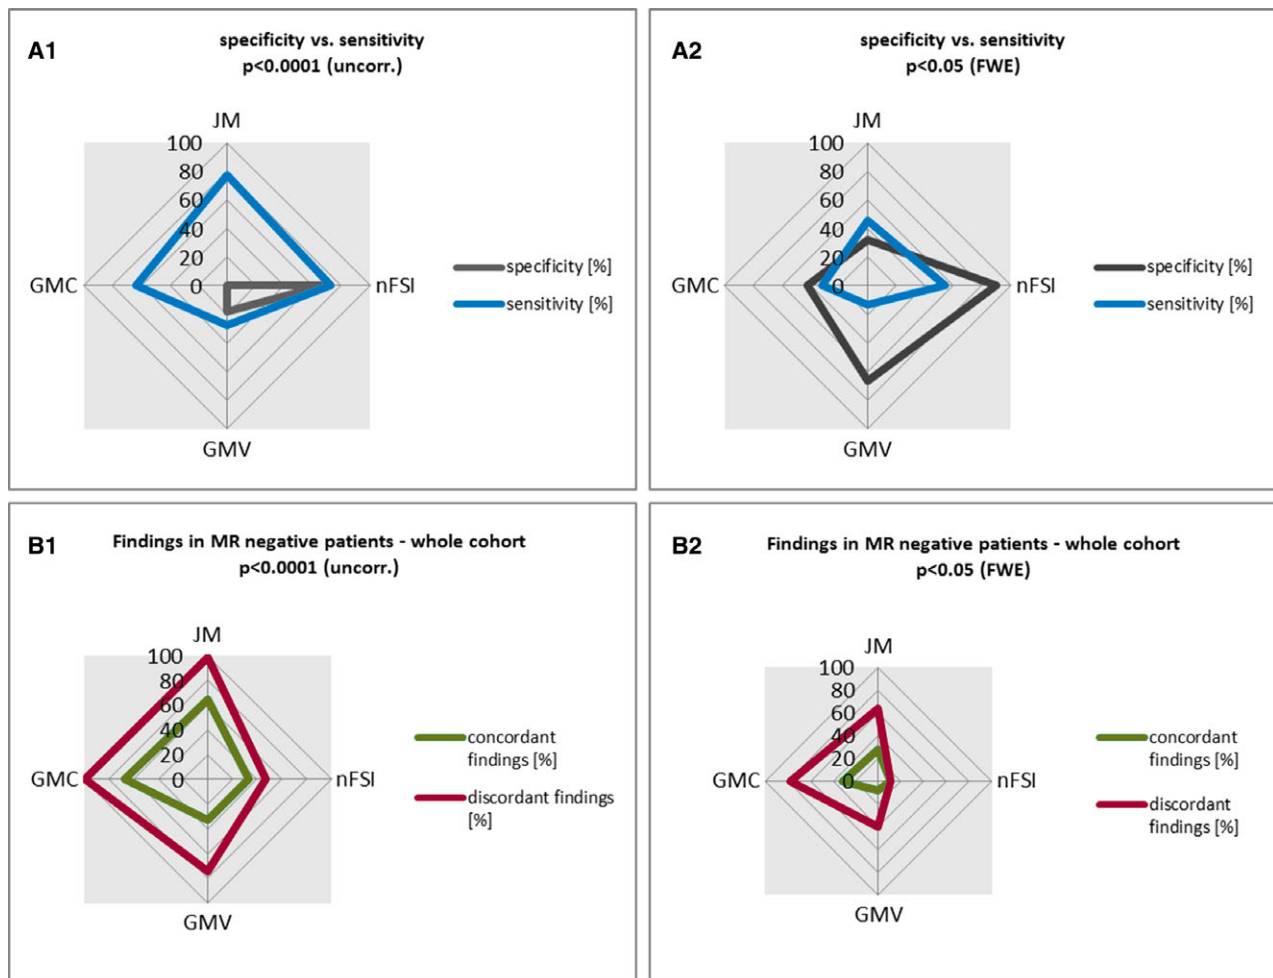 A1
specificity vs. sensitivity
p<0.0001 (uncorr.)
JM
100
80
60
40
20
0
GMC
nFSI
GMV
specificity [%]
sensitivity [%]
A2
specificity vs. sensitivity
p<0.05 (FWE)
JM
100
80
60
40
20
0
GMC
nFSI
GMV
specificity [%]
sensitivity [%]
B1
Findings in MR negative patients - whole cohort
p<0.0001 (uncorr.)
JM
100
80
60
40
20
0
GMC
nFSI
GMV
concordant
findings [%]
discordant findings
[%]
B2
Findings in MR negative patients - whole cohort
p<0.05 (FWE)
JM
100
80
60
40
20
0
GMC
nFSI
GMV
concordant
findings [%]
discordant
findings [%]